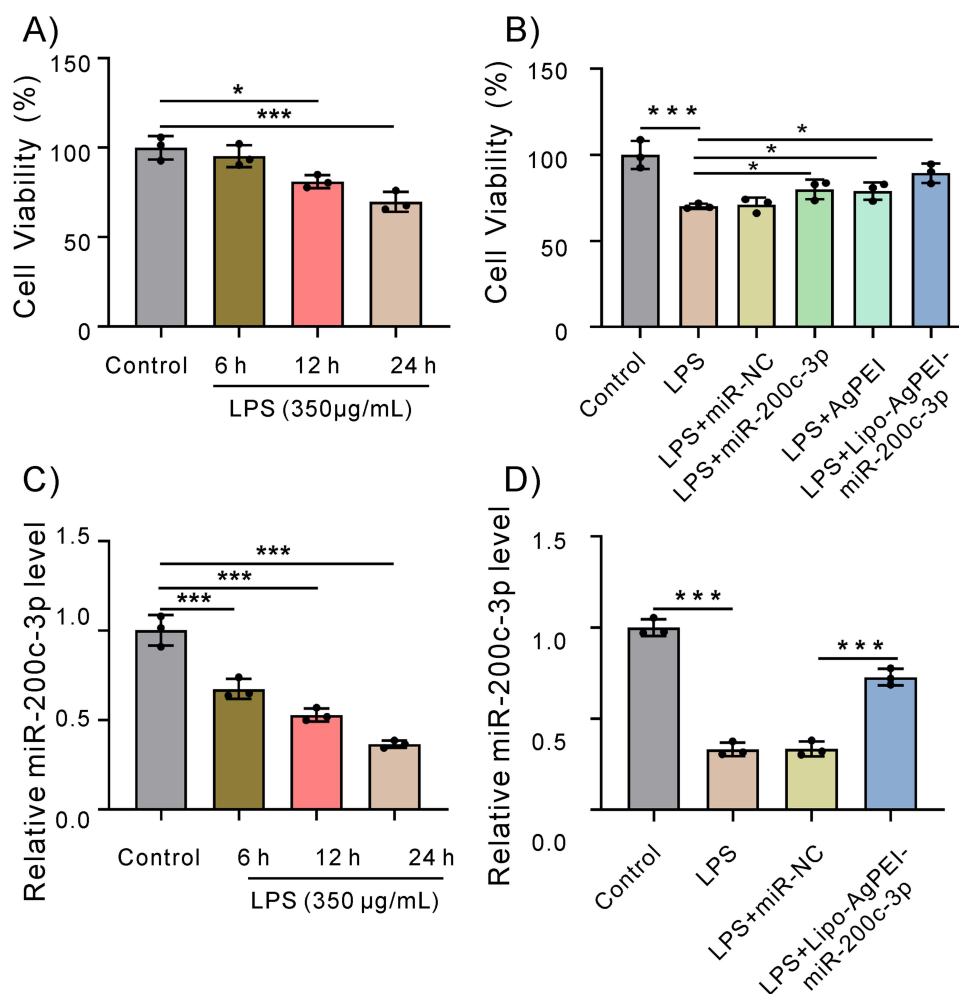 A)
Cell Viability (%)
150
100
50
0
*
***
Control
6 h
12 h
24 h
LPS (350µg/mL)
B)
Cell Viability (%)
150
100
50
0
***
*
*
*
Control
LPS
LPS+miR-NC
LPS+miR-200c-3p
LPS+AgPEI
LPS+Lipo-AgPEI-
miR-200c-3p
C)
Relative miR-200c-3p level
1.5
1.0
0.5
0.0
***
***
***
Control
6 h
12 h
24 h
LPS (350 µg/mL)
D)
Relative miR-200c-3p level
1.5
1.0
0.5
0.0
***
***
Control
LPS
LPS+miR-NC
LPS+Lipo-AgPEI-
miR-200c-3p